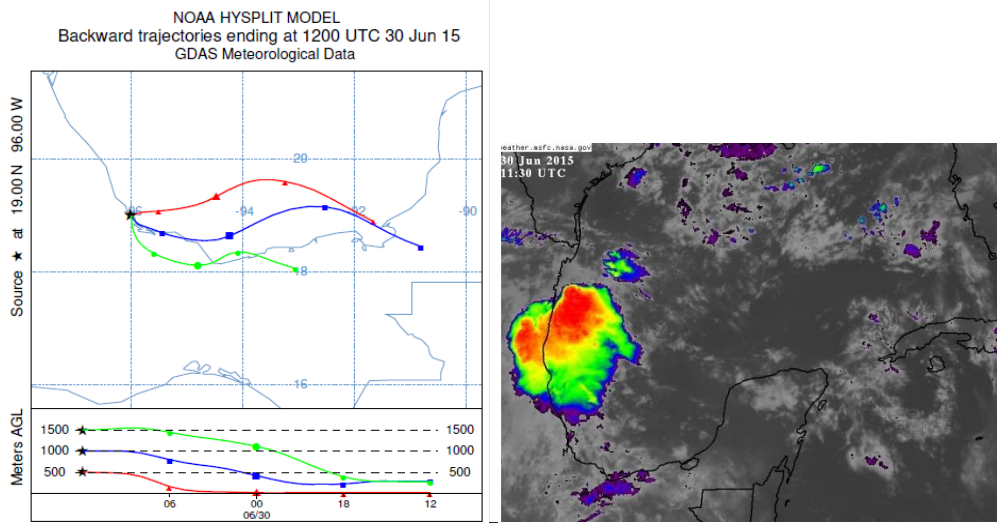 NOAA HYSPLIT MODEL
Backward trajectories ending at 1200 UTC 30 Jun 15
GDAS Meteorological Data
Source ★ at 19.00 N 96.00 W
20
-96
-94
-92
-90
18
16
Meters AGL
1500
1500
1000
1000
500
500
06
00
18
12
06/30
weather.msfc.nasa.gov
30 Jun 2015
11:30 UTC